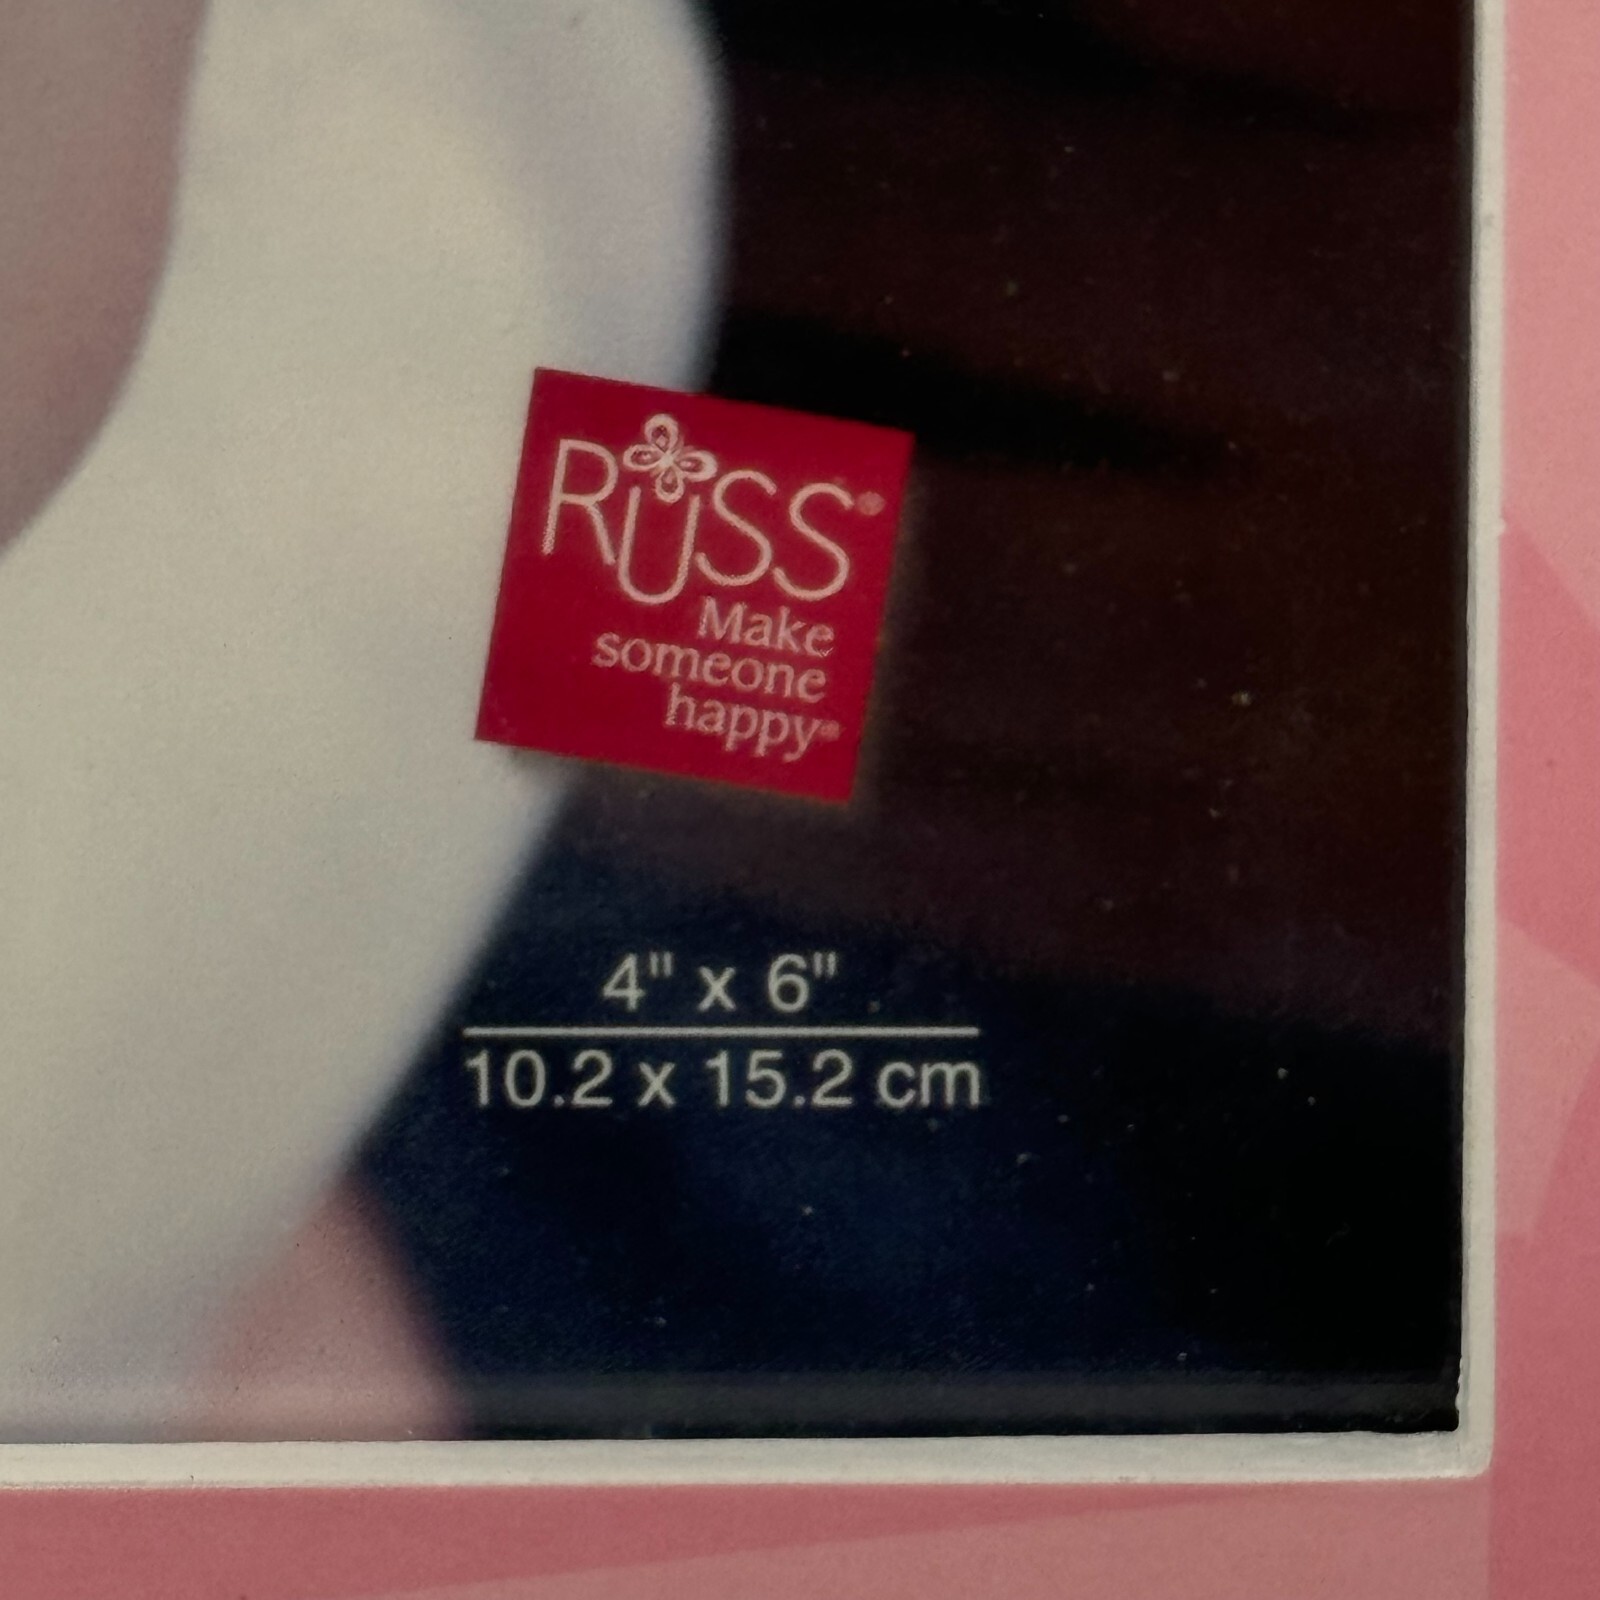 RUSS®
Make
someone
happy®
4" x 6"
10.2 x 15.2 cm